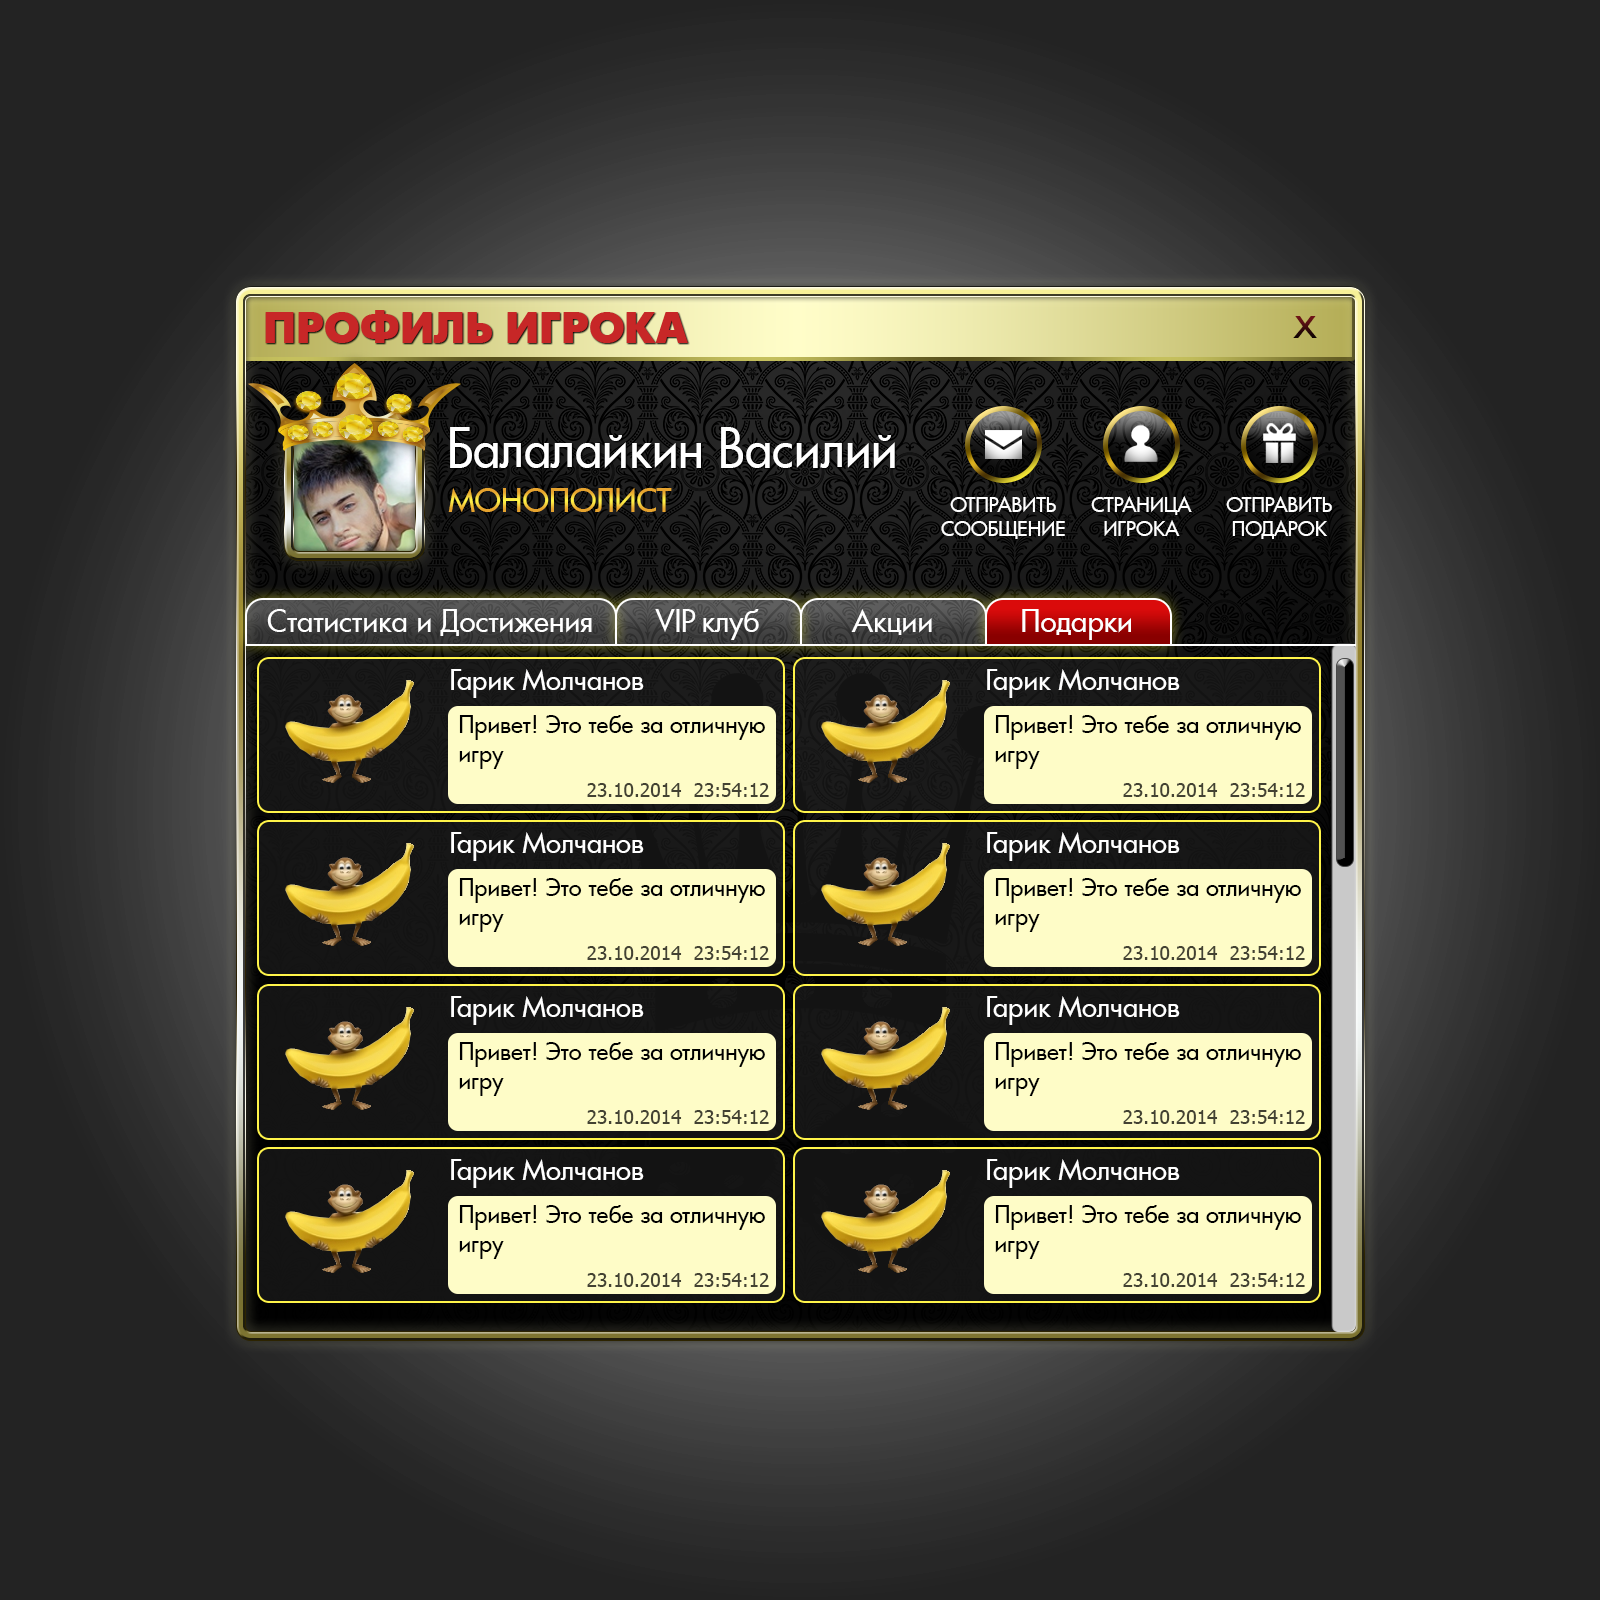 ПРОФИЛЬ ИГРОКА
X
Балалайкин Василий
МОНОПОЛИСТ
ОТПРАВИТЬ
СООБЩЕНИЕ
СТРАНИЦА
ИГРОКА
ОТПРАВИТЬ
ПОДАРОК
Статистика и Достижения
VIP клуб
Акции
Подарки
Гарик Молчанов
Привет! Это тебе за отличную
игру
23.10.2014 23:54:12
Гарик Молчанов
Привет! Это тебе за отличную
игру
23.10.2014 23:54:12
Гарик Молчанов
Привет! Это тебе за отличную
игру
23.10.2014 23:54:12
Гарик Молчанов
Привет! Это тебе за отличную
игру
23.10.2014 23:54:12
Гарик Молчанов
Привет! Это тебе за отличную
игру
23.10.2014 23:54:12
Гарик Молчанов
Привет! Это тебе за отличную
игру
23.10.2014 23:54:12
Гарик Молчанов
Привет! Это тебе за отличную
игру
23.10.2014 23:54:12
Гарик Молчанов
Привет! Это тебе за отличную
игру
23.10.2014 23:54:12